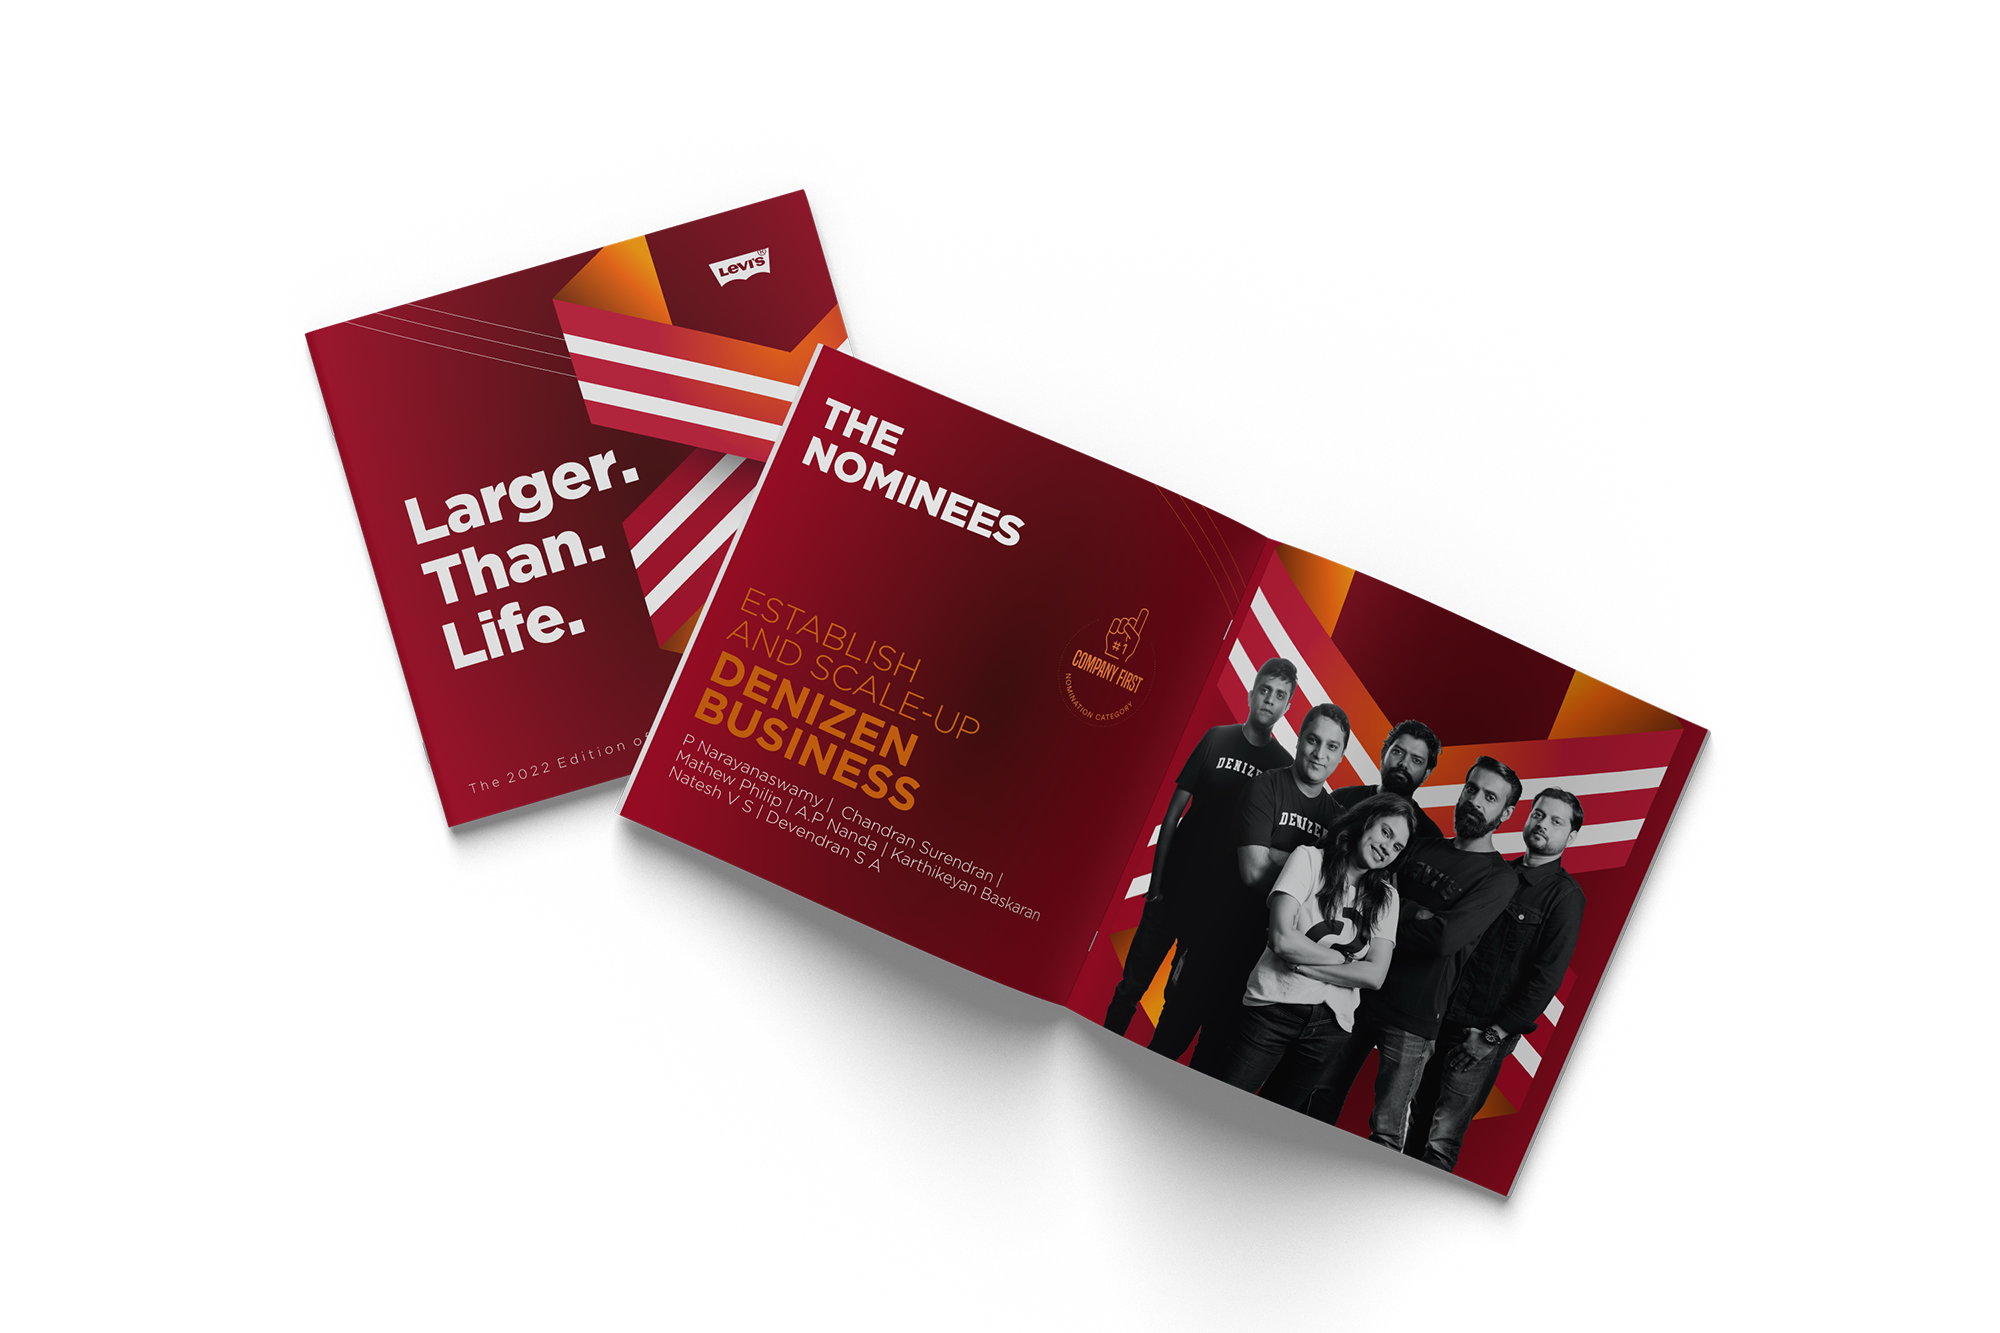 Levi's®
Larger.
Than.
Life.
The 2022 Edition of
THE
NOMINEES
ESTABLISH
AND SCALE-UP
DENIZEN
BUSINESS
P Narayanaswamy | Chandran Surendran |
Mathew Philip | A.P Nanda | Karthikeyan Baskaran
Natesh V S | Devendran S A
#1
COMPANY FIRST
NOMINATION CATEGORY
DENIZE
DENIZEN